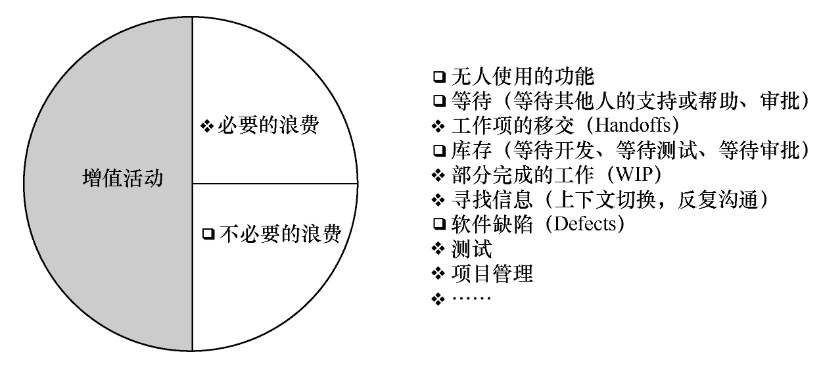 增值活动
❖必要的浪费
❑不必要的浪费
❑ 无人使用的功能
❑ 等待（等待其他人的支持或帮助、审批）
❖ 工作项的移交（Handoffs）
❑ 库存（等待开发、等待测试、等待审批）
❖ 部分完成的工作（WIP）
❖ 寻找信息（上下文切换，反复沟通）
❑ 软件缺陷（Defects）
❖ 测试
❖ 项目管理
❖ ……